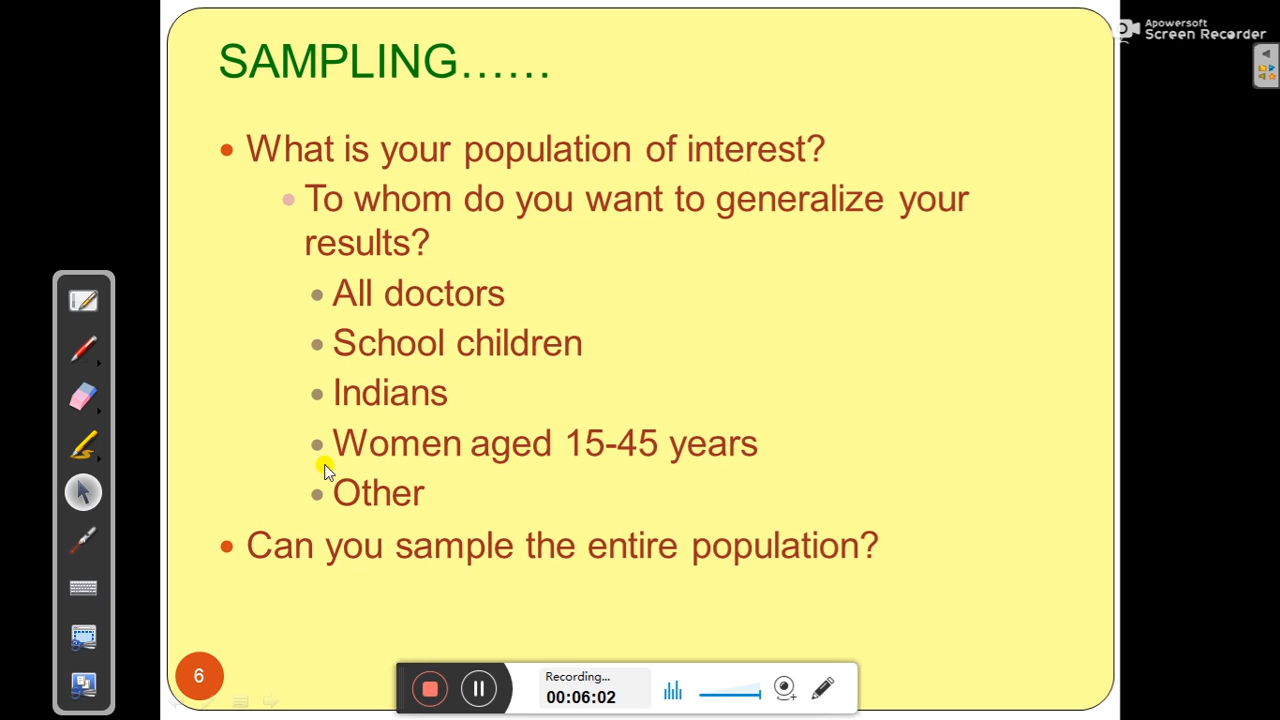 Apowersoft
Screen Recorder
SAMPLING……
What is your population of interest?
To whom do you want to generalize your
results?
All doctors
School children
Indians
Women aged 15-45 years
Other
Can you sample the entire population?
6
Recording...
00:06:02